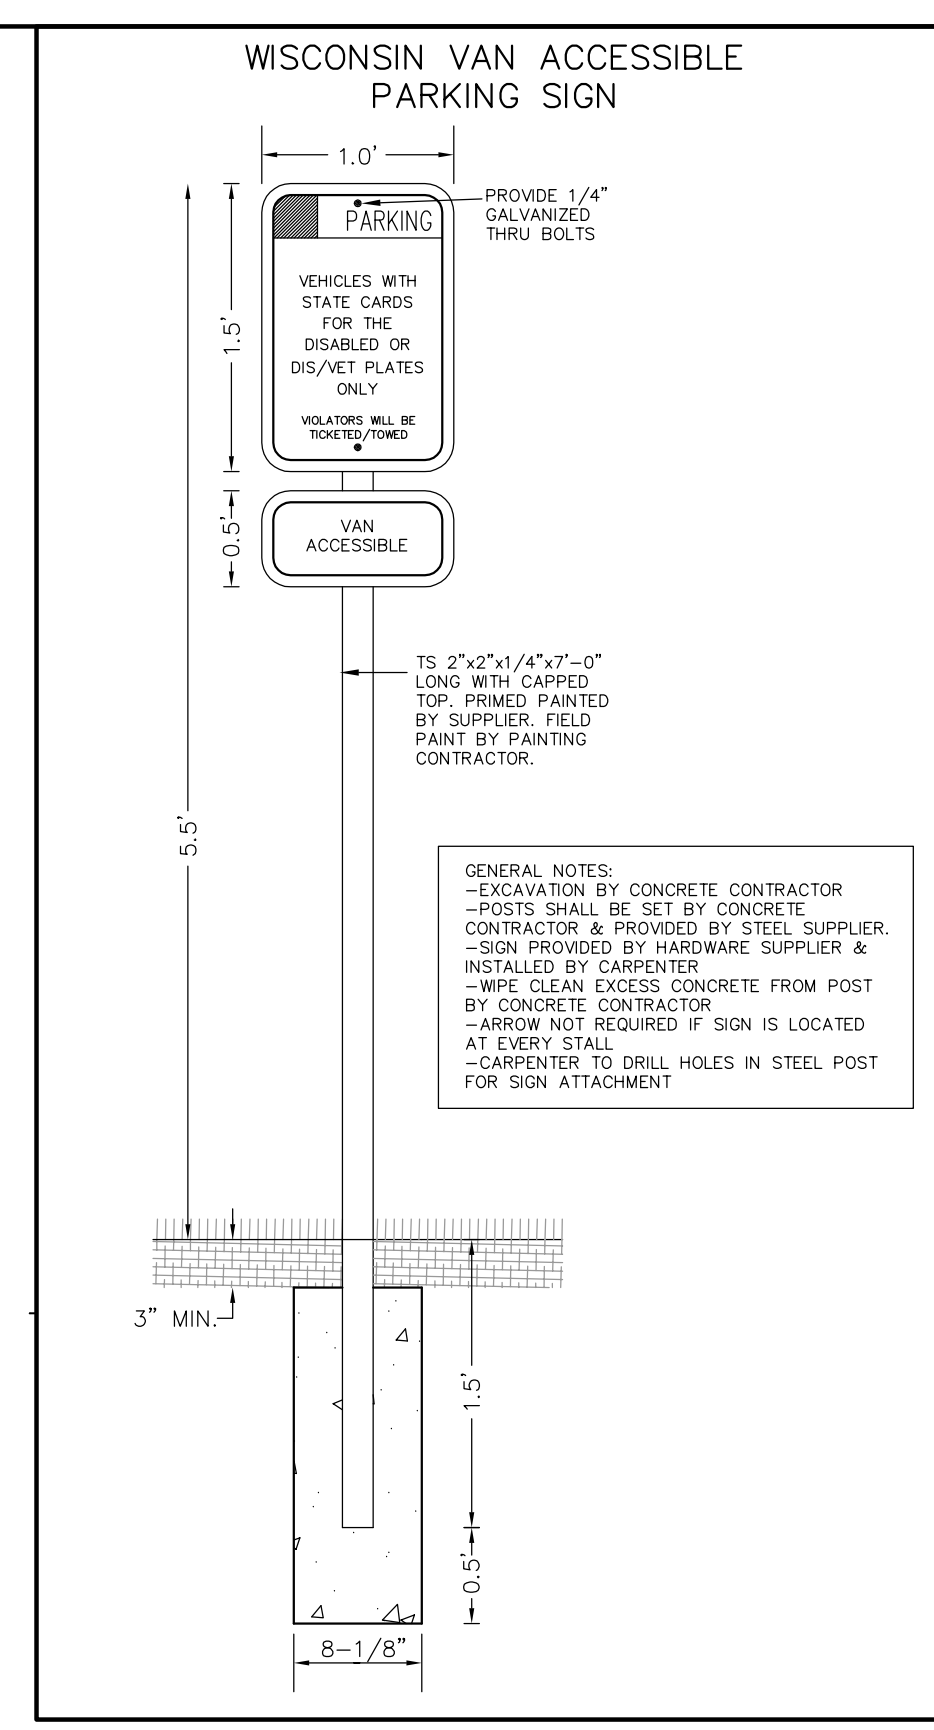 WISCONSIN VAN ACCESSIBLE
PARKING SIGN
1.0'
PROVIDE 1/4"
GALVANIZED
THRU BOLTS
PARKING
VEHICLES WITH
STATE CARDS
FOR THE
DISABLED OR
DIS/VET PLATES
ONLY
VIOLATORS WILL BE
TICKETED/TOWED
1.5'
VAN
ACCESSIBLE
0.5'
TS 2"x2"x1/4"x7'-0"
LONG WITH CAPPED
TOP. PRIMED PAINTED
BY SUPPLIER. FIELD
PAINT BY PAINTING
CONTRACTOR.
5.5'
GENERAL NOTES:
-EXCAVATION BY CONCRETE CONTRACTOR
-POSTS SHALL BE SET BY CONCRETE
CONTRACTOR & PROVIDED BY STEEL SUPPLIER.
-SIGN PROVIDED BY HARDWARE SUPPLIER &
INSTALLED BY CARPENTER
-WIPE CLEAN EXCESS CONCRETE FROM POST
BY CONCRETE CONTRACTOR
-ARROW NOT REQUIRED IF SIGN IS LOCATED
AT EVERY STALL
-CARPENTER TO DRILL HOLES IN STEEL POST
FOR SIGN ATTACHMENT
3" MIN.
1.5'
0.5'
8-1/8"